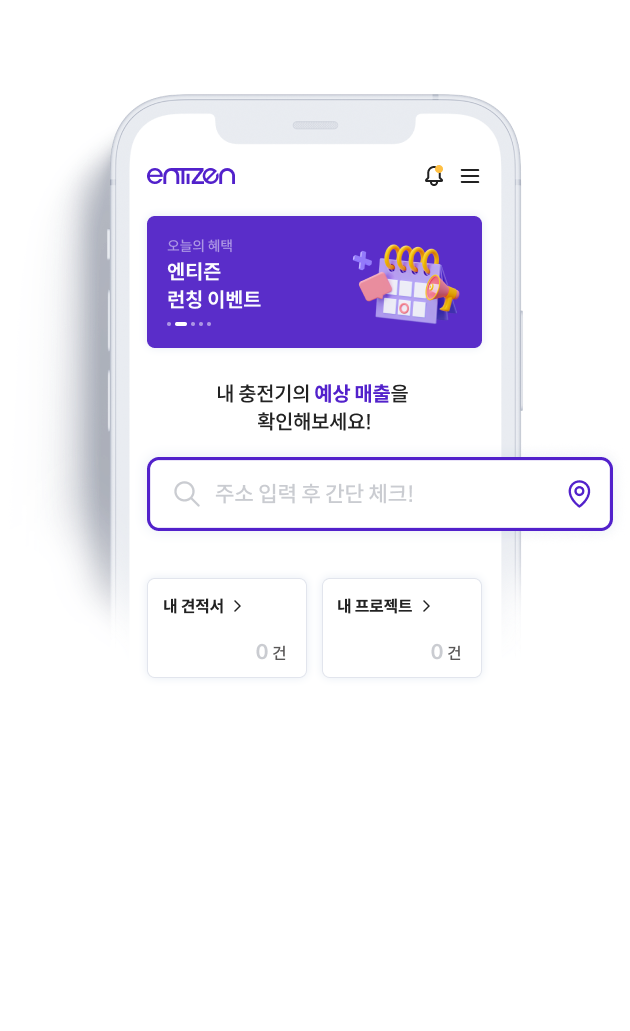 entizen
오늘의 혜택
엔티즌
런칭 이벤트
내 충전기의 예상 매출을
확인해보세요!
주소 입력 후 간단 체크!
내 견적서
0 건
내 프로젝트
0 건